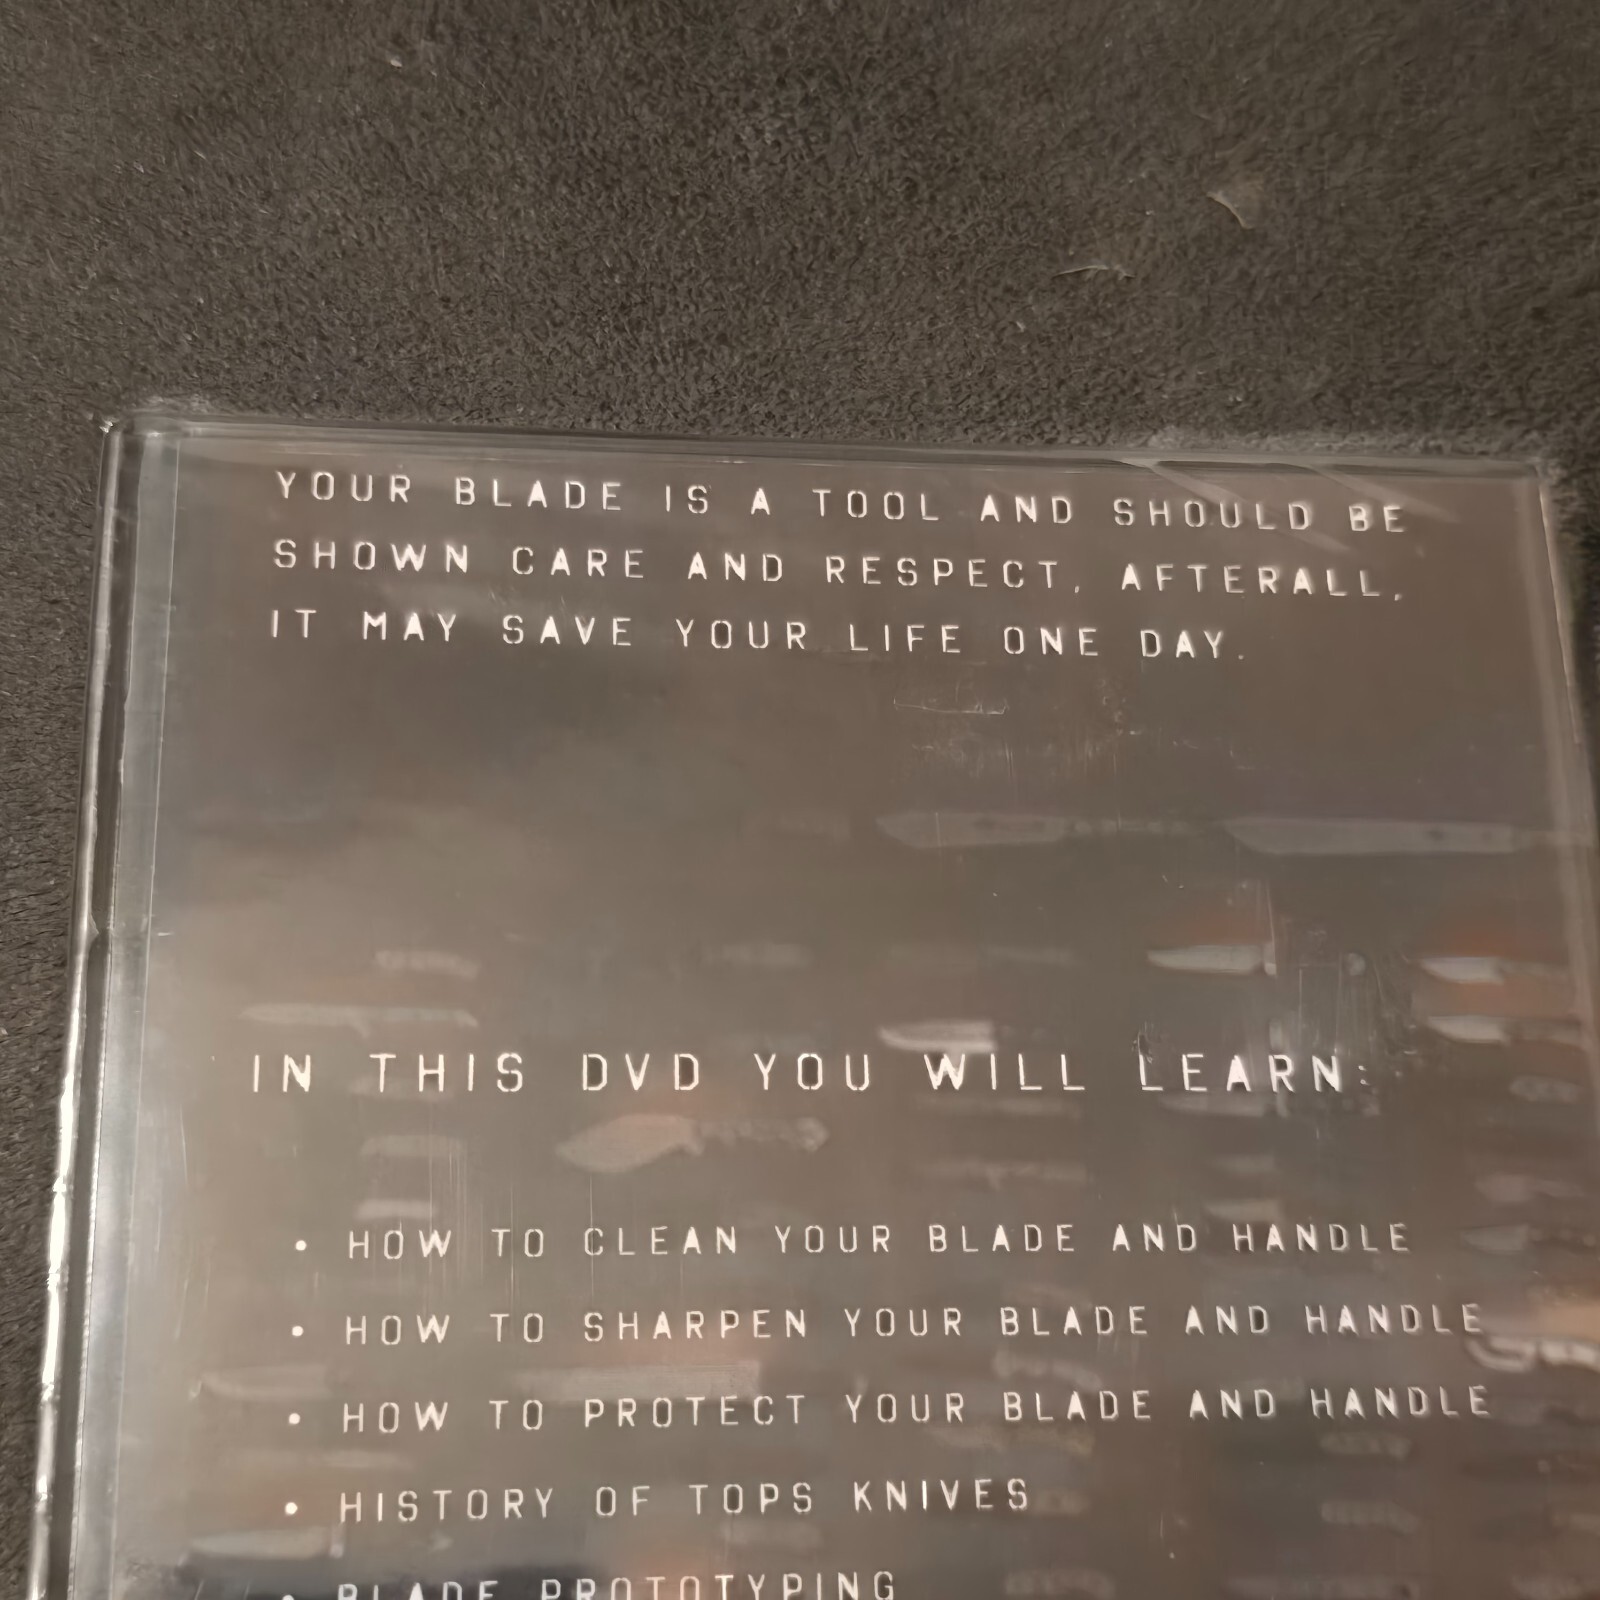 YOUR BLADE IS A TOOL AND SHOULD BE
SHOWN CARE AND RESPECT, AFTERALL,
IT MAY SAVE YOUR LIFE ONE DAY.
IN THIS DVD YOU WILL LEARN:
• HOW TO CLEAN YOUR BLADE AND HANDLE
• HOW TO SHARPEN YOUR BLADE AND HANDLE
• HOW TO PROTECT YOUR BLADE AND HANDLE
• HISTORY OF TOPS KNIVES
• BLADE PROTOTYPING